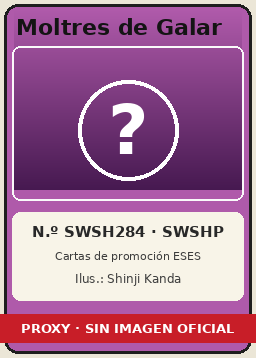 Moltres de Galar
?
N.º SWSH284 · SWSHP
Cartas de promoción ESES
Ilus.: Shinji Kanda
PROXY · SIN IMAGEN OFICIAL